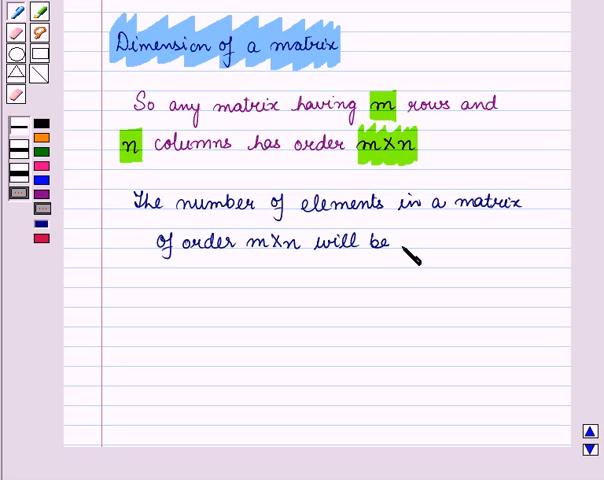 Dimension of a matrix
So any matrix having m rows and
n columns has order m×n
The number of elements in a matrix
of order m×n will be